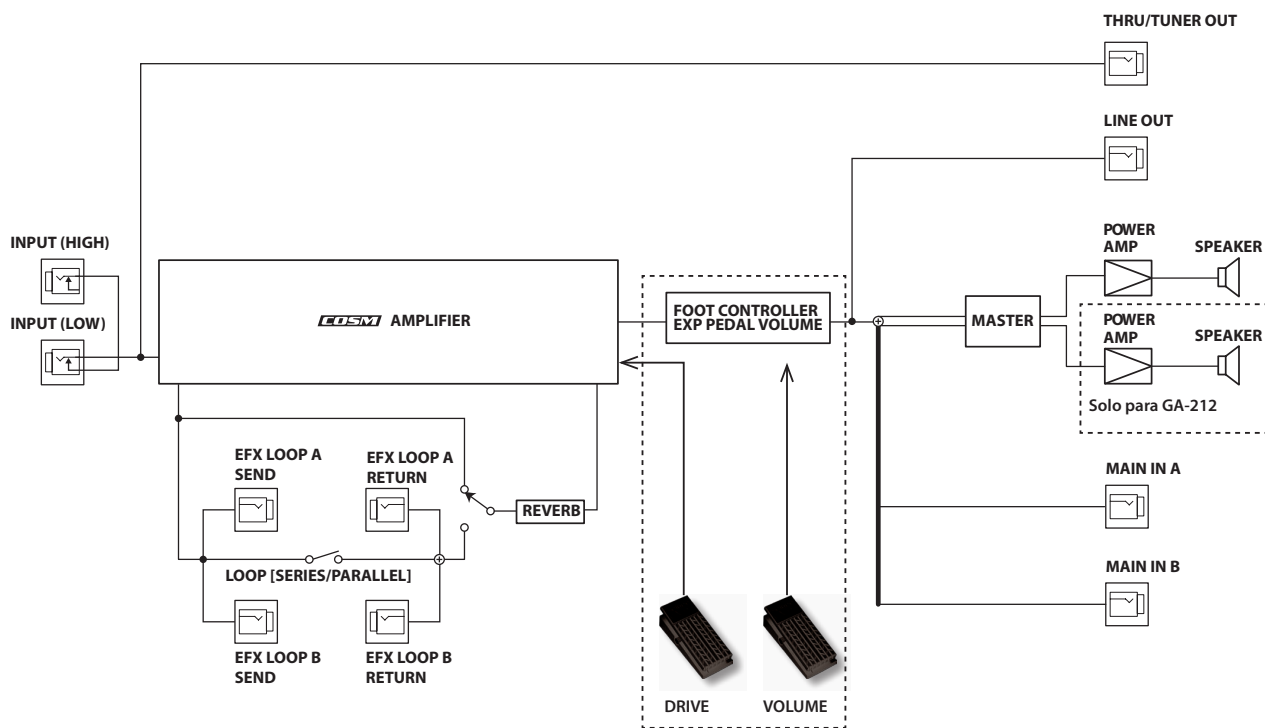 THRU/TUNER OUT
LINE OUT
INPUT (HIGH)
INPUT (LOW)
COSM AMPLIFIER
FOOT CONTROLLER
EXP PEDAL VOLUME
MASTER
POWER
AMP
SPEAKER
POWER
AMP
SPEAKER
Solo para GA-212
EFX LOOP A
SEND
EFX LOOP A
RETURN
REVERB
LOOP [SERIES/PARALLEL]
EFX LOOP B
SEND
EFX LOOP B
RETURN
MAIN IN A
MAIN IN B
DRIVE
VOLUME